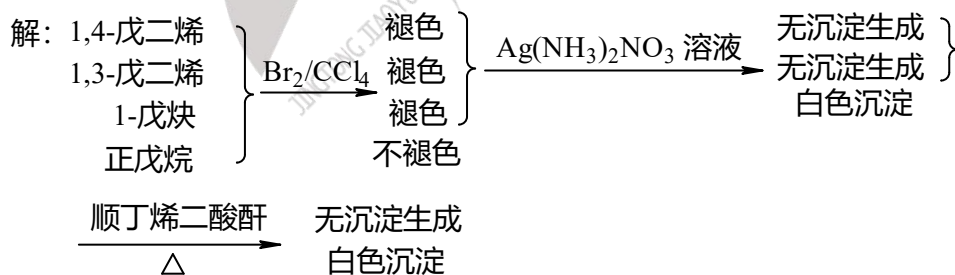 解：1,4-戊二烯
1,3-戊二烯
1-戊炔
正戊烷
Br2/CCl4
褪色
褪色
褪色
不褪色
Ag(NH3)2NO3 溶液
无沉淀生成
无沉淀生成
白色沉淀
顺丁烯二酸酐
△
无沉淀生成
白色沉淀